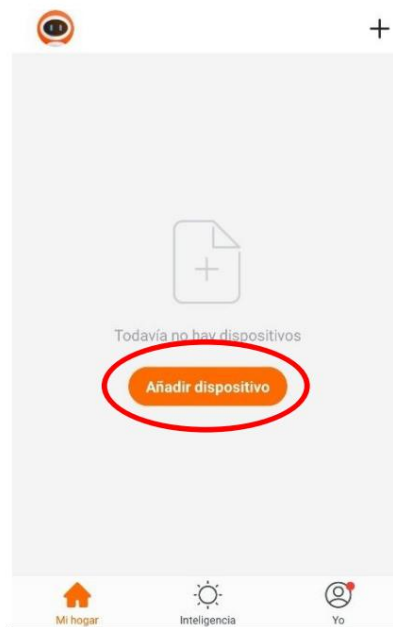 Todavía no hay dispositivos
Añadir dispositivo
Mi hogar
Inteligencia
Yo